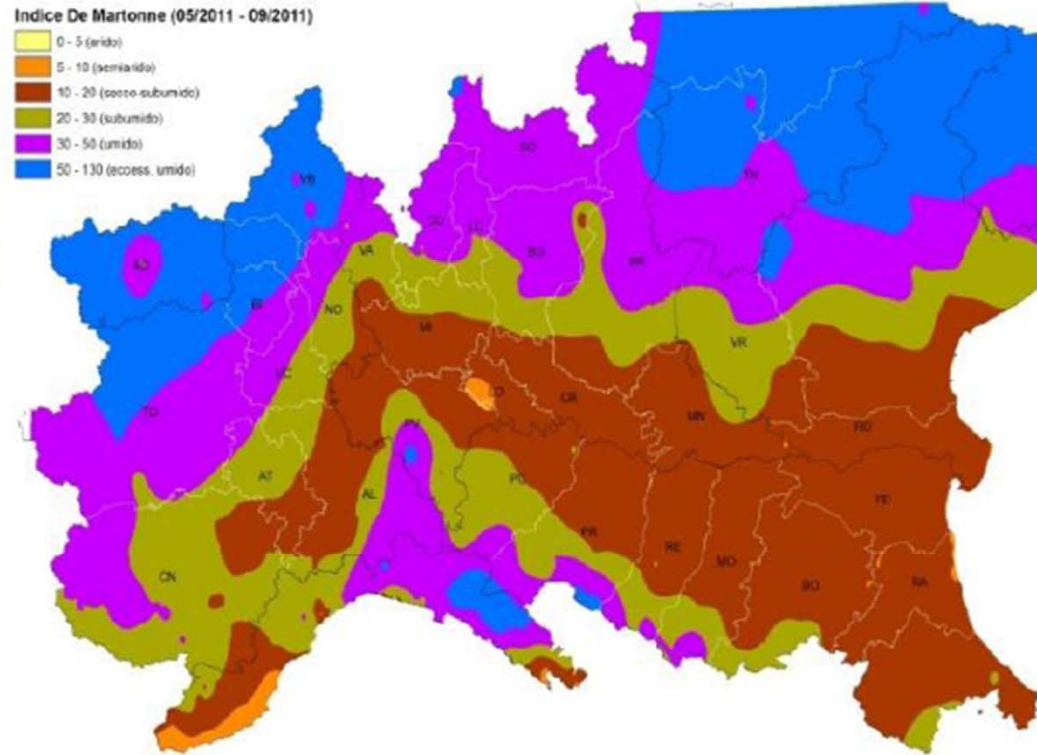 Indice De Martonne (05/2011 - 09/2011)
0 - 5 (arido)
5 - 10 (semiarido)
10 - 20 (secco-subumido)
20 - 30 (subumido)
30 - 50 (umido)
50 - 130 (eccess. umido)
SO
VB
TN
CO
LC
AO
VA
BG
BS
BI
NO
MI
VR
VC
LO
CR
TO
MN
RO
PV
AT
PC
AL
FE
PR
RE
MO
BO
RA
CN